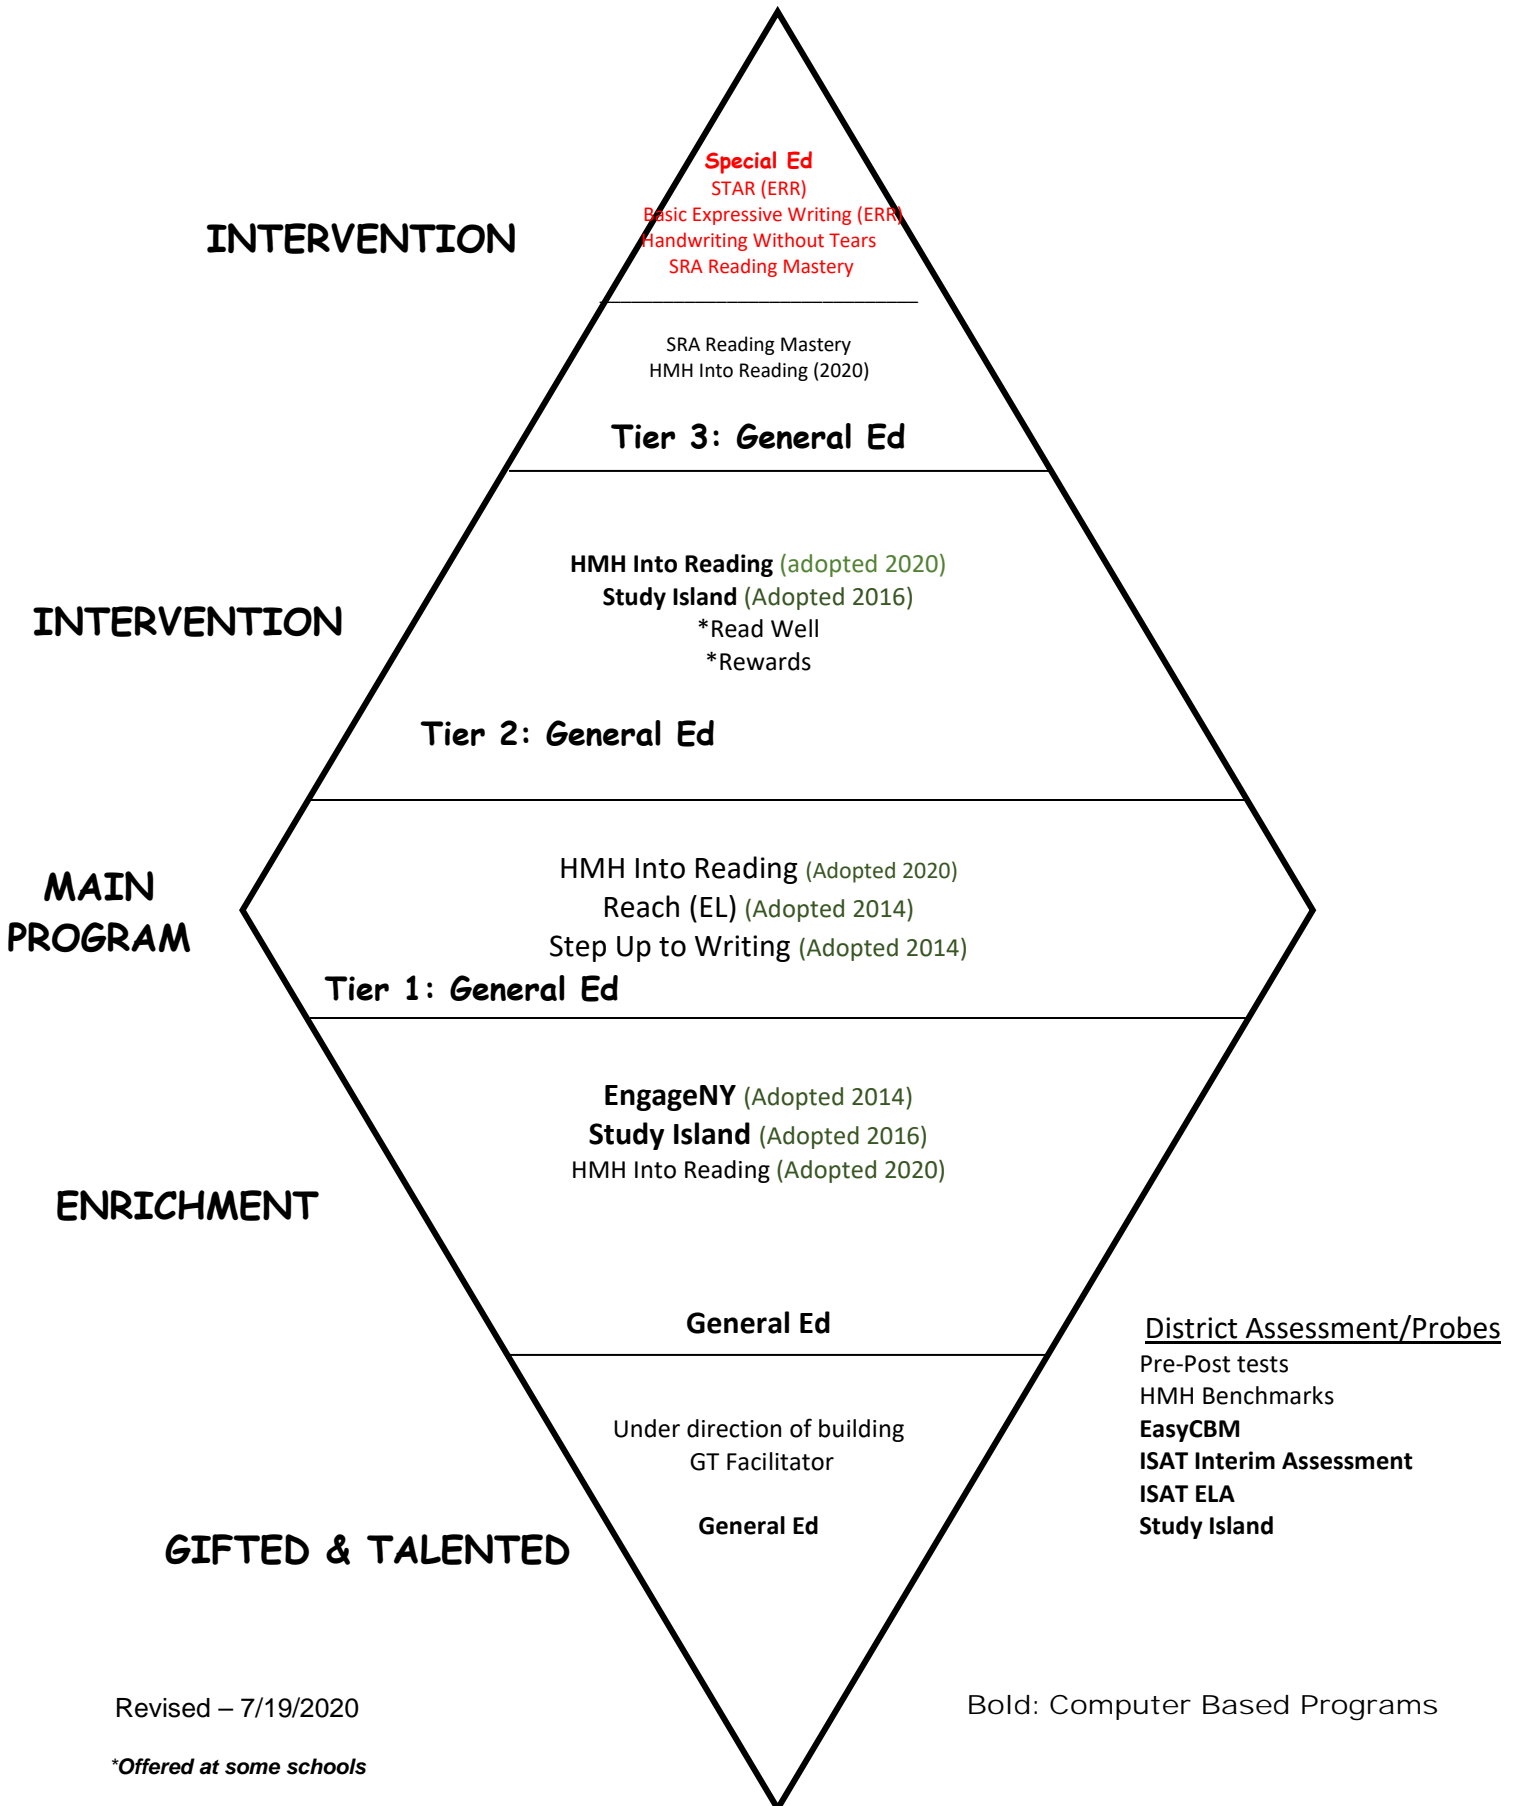 Special Ed
STAR (ERR)
Basic Expressive Writing (ERR)
Handwriting Without Tears
SRA Reading Mastery
INTERVENTION
SRA Reading Mastery
HMH Into Reading (2020)
Tier 3: General Ed
HMH Into Reading (adopted 2020)
Study Island (Adopted 2016)
*Read Well
*Rewards
INTERVENTION
Tier 2: General Ed
MAIN
PROGRAM
HMH Into Reading (Adopted 2020)
Reach (EL) (Adopted 2014)
Step Up to Writing (Adopted 2014)
Tier 1: General Ed
EngageNY (Adopted 2014)
Study Island (Adopted 2016)
HMH Into Reading (Adopted 2020)
ENRICHMENT
General Ed
District Assessment/Probes
Pre-Post tests
HMH Benchmarks
EasyCBM
ISAT Interim Assessment
ISAT ELA
Study Island
Under direction of building
GT Facilitator
General Ed
GIFTED & TALENTED
Revised – 7/19/2020
Bold: Computer Based Programs
*Offered at some schools